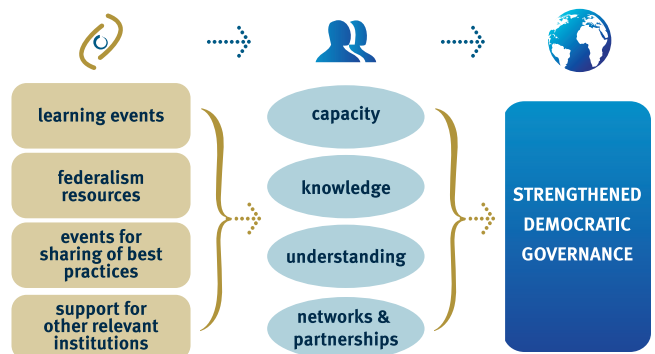 learning events
federalism
resources
events for
sharing of best
practices
support for
other relevant
institutions
capacity
knowledge
understanding
networks &
partnerships
STRENGTHENED
DEMOCRATIC
GOVERNANCE